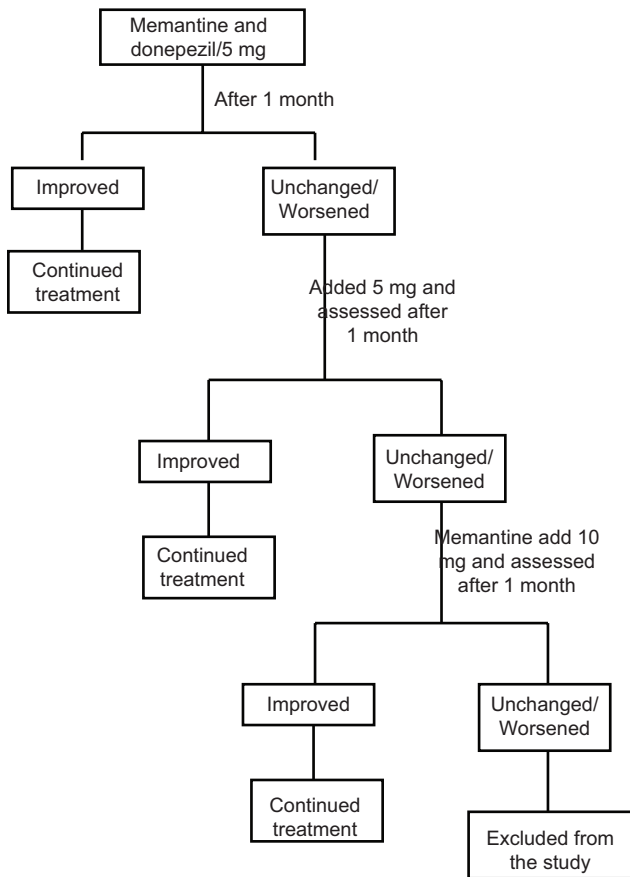 Memantine and
donepezil/5 mg
After 1 month
Improved
Unchanged/
Worsened
Continued
treatment
Added 5 mg and
assessed after
1 month
Improved
Unchanged/
Worsened
Continued
treatment
Memantine add 10
mg and assessed
after 1 month
Improved
Unchanged/
Worsened
Continued
treatment
Excluded from
the study